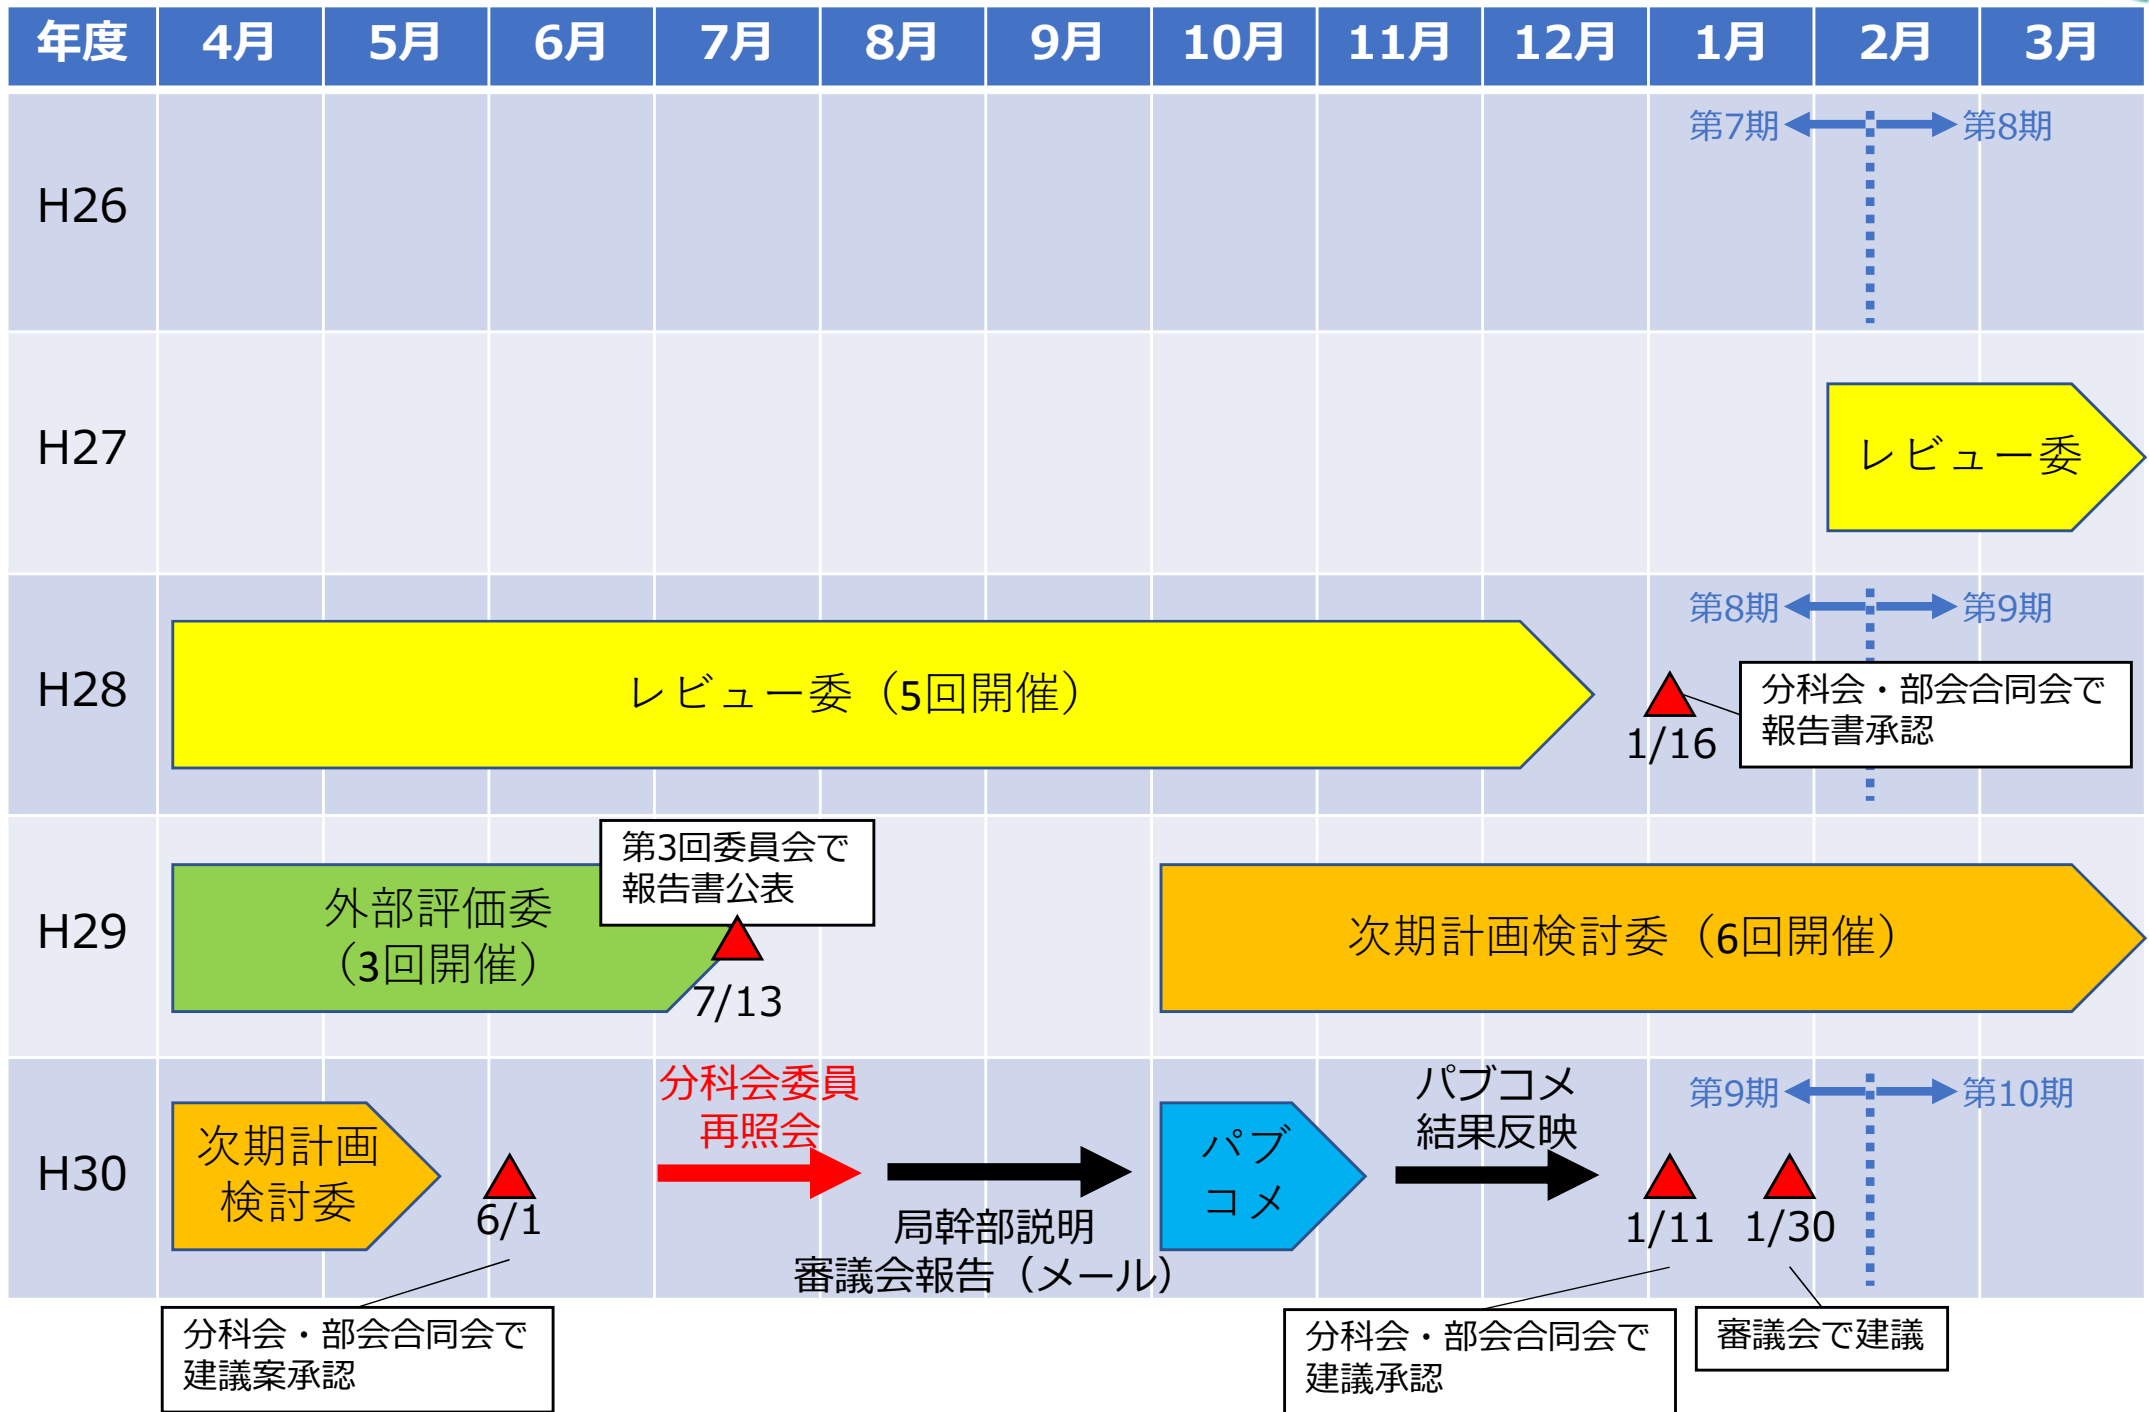 年度 4月 5月 6月 7月 8月 9月 10月 11月 12月 1月 2月 3月
H26
第7期 第8期
H27
レビュー委
H28
レビュー委（5回開催）
第8期 第9期
1/16
分科会・部会合同会で
報告書承認
H29
外部評価委
（3回開催）
第3回委員会で
報告書公表
7/13
次期計画検討委（6回開催）
H30
次期計画
検討委
6/1
分科会・部会合同会で
建議案承認
分科会委員
再照会
局幹部説明
審議会報告（メール）
パブ
コメ
パブコメ
結果反映
第9期 第10期
1/11
分科会・部会合同会で
建議承認
1/30
審議会で建議